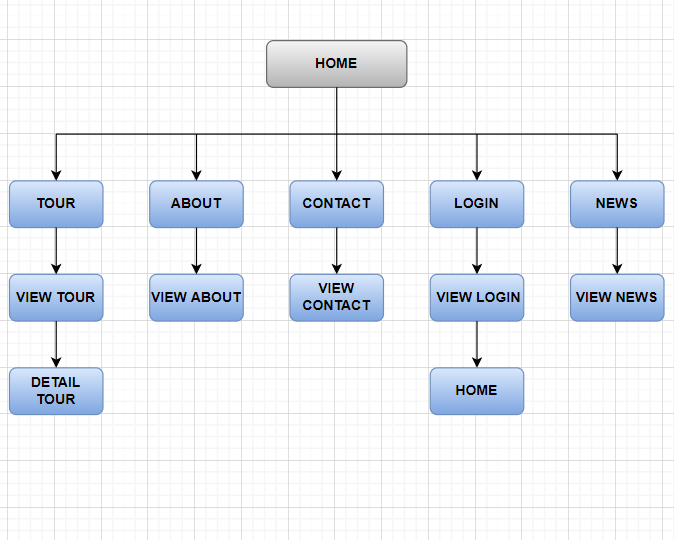 HOME
TOUR
ABOUT
CONTACT
LOGIN
NEWS
VIEW TOUR
VIEW ABOUT
VIEW
CONTACT
VIEW LOGIN
VIEW NEWS
DETAIL
TOUR
HOME